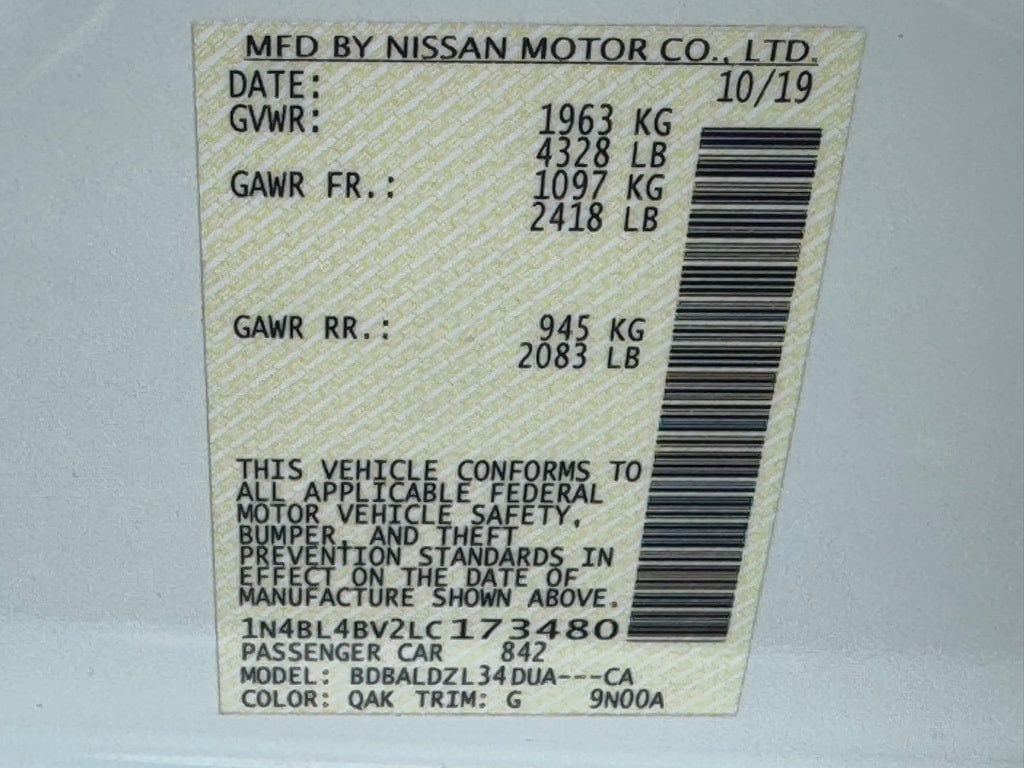 MFD BY NISSAN MOTOR CO., LTD.
DATE: 10/19
GVWR: 1963 KG
4328 LB
GAWR FR.: 1097 KG
2418 LB
GAWR RR.: 945 KG
2083 LB
THIS VEHICLE CONFORMS TO
ALL APPLICABLE FEDERAL
MOTOR VEHICLE SAFETY,
BUMPER, AND THEFT
PREVENTION STANDARDS IN
EFFECT ON THE DATE OF
MANUFACTURE SHOWN ABOVE.
1N4BL4BV2LC173480
PASSENGER CAR 842
MODEL: BDBALDZL34DUA---CA
COLOR: QAK TRIM: G 9N00A